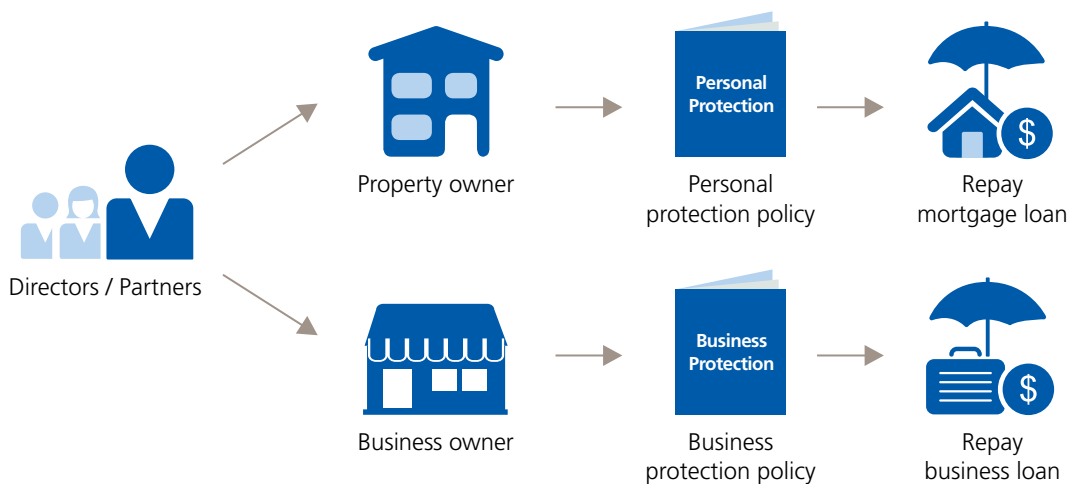 Personal
Protection
$
Property owner
Personal
protection policy
Repay
mortgage loan
Directors / Partners
Business
Protection
$
Business owner
Business
protection policy
Repay
business loan